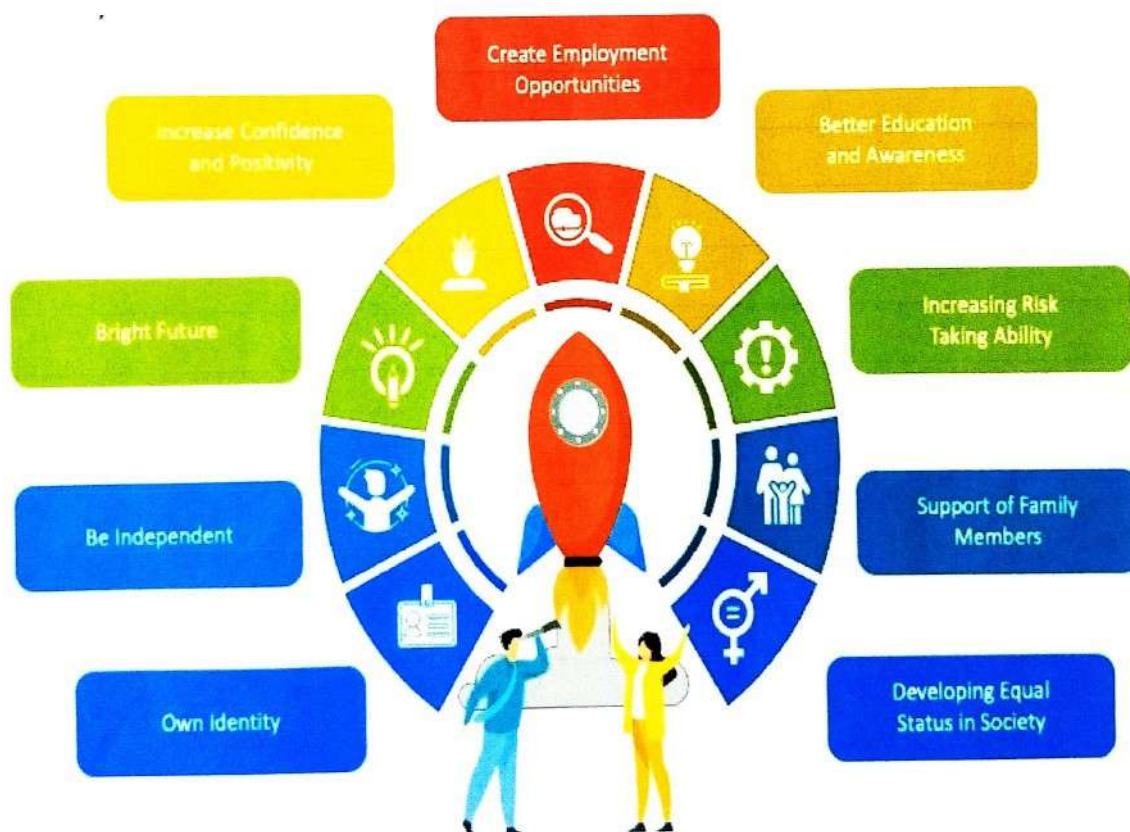 Create Employment
Opportunities
Increase Confidence
and Positivity
Better Education
and Awareness
Bright Future
Increasing Risk
Taking Ability
Be Independent
Support of Family
Members
Own Identity
Developing Equal
Status in Society